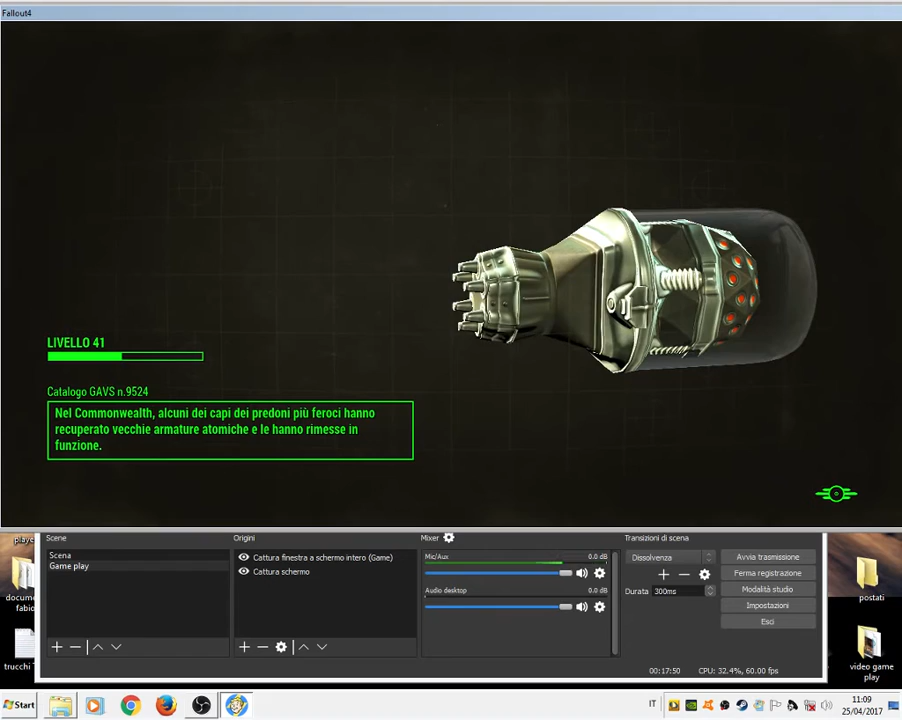 Fallout4
LIVELLO 41
Catalogo GAVS n.9524
Nel Commonwealth, alcuni dei capi dei predoni più feroci hanno
recuperato vecchie armature atomiche e le hanno rimesse in
funzione.
Scene
Origini
Mixer
Transizioni di scena
Scena
Game play
Cattura finestra a schermo intero (Game)
Cattura schermo
Mic/Aux
0.0 dB
Audio desktop
0.0 dB
Dissolvenza
Durata
300ms
Avvia trasmissione
Ferma registrazione
Modalità studio
Impostazioni
Esci
00:17:50
CPU: 32.4%, 60.00 fps
docume
fabio
trucchi
postati
video game
play
Start
IT
11:09
25/04/2017